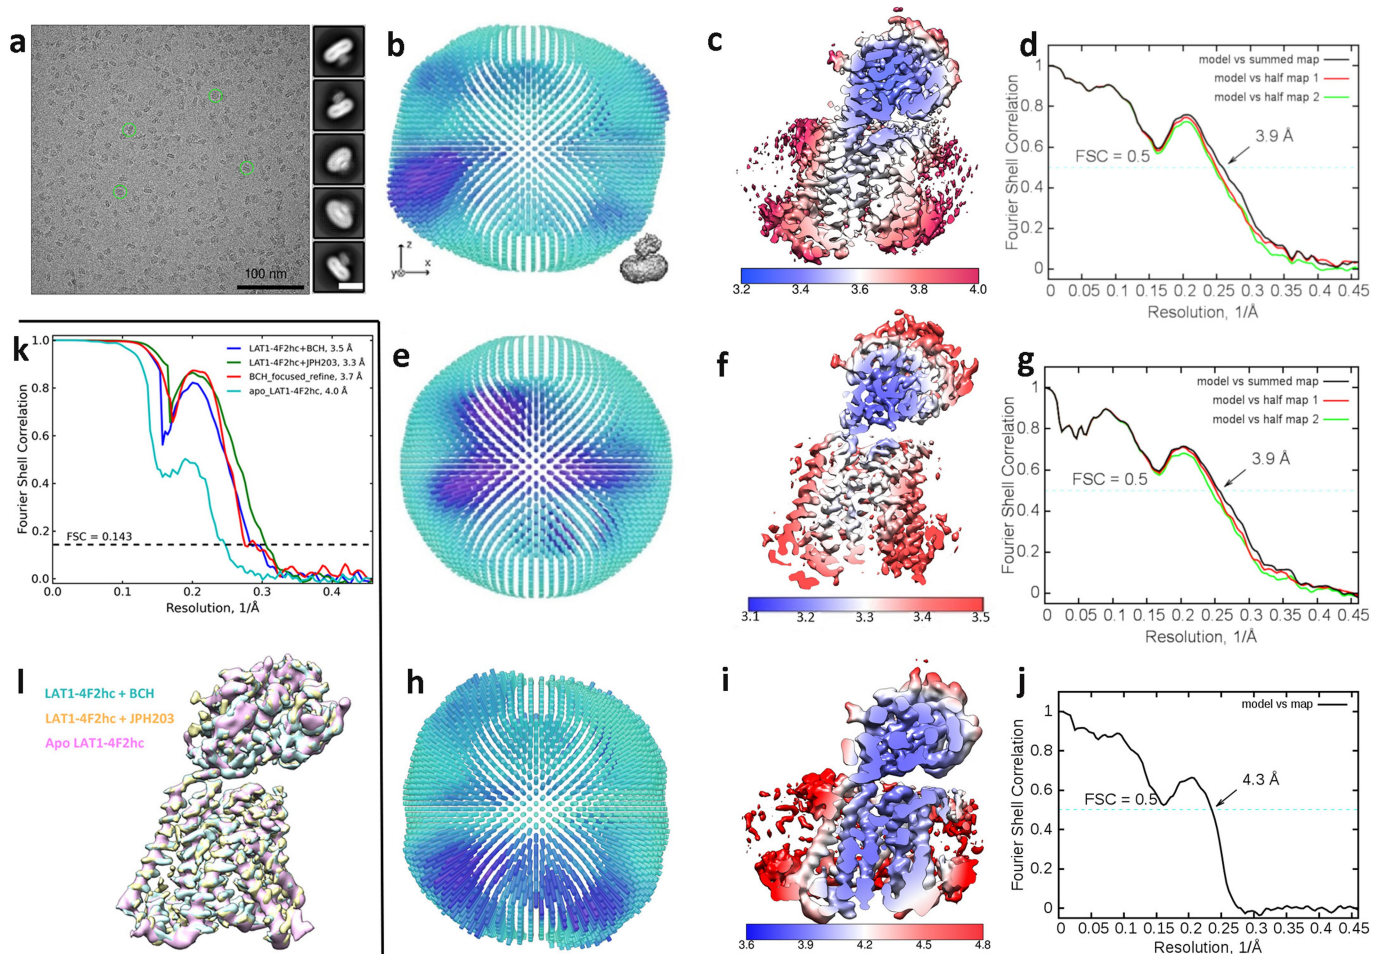 a
100 nm
b
z
y
x
c
3.2
3.4
3.6
3.8
4.0
d
model vs summed map
model vs half map 1
model vs half map 2
3.9 Å
FSC = 0.5
Fourier Shell Correlation
1
0.8
0.6
0.4
0.2
0
0
0.05
0.1
0.15
0.2
0.25
0.3
0.35
0.4
0.45
Resolution, 1/Å
k
LAT1-4F2hc+BCH, 3.5 Å
LAT1-4F2hc+JPH203, 3.3 Å
BCH_focused_refine, 3.7 Å
apo_LAT1-4F2hc, 4.0 Å
FSC = 0.143
Fourier Shell Correlation
1.0
0.8
0.6
0.4
0.2
0.0
0.0
0.1
0.2
0.3
0.4
Resolution, 1/Å
e
f
3.1
3.2
3.3
3.4
3.5
g
model vs summed map
model vs half map 1
model vs half map 2
3.9 Å
FSC = 0.5
Fourier Shell Correlation
1
0.8
0.6
0.4
0.2
0
0
0.05
0.1
0.15
0.2
0.25
0.3
0.35
0.4
0.45
Resolution, 1/Å
l
LAT1-4F2hc + BCH
LAT1-4F2hc + JPH203
Apo LAT1-4F2hc
h
i
3.6
3.9
4.2
4.5
4.8
j
model vs map
4.3 Å
FSC = 0.5
Fourier Shell Correlation
1
0.8
0.6
0.4
0.2
0
0
0.05
0.1
0.15
0.2
0.25
0.3
0.35
0.4
0.45
Resolution, 1/Å